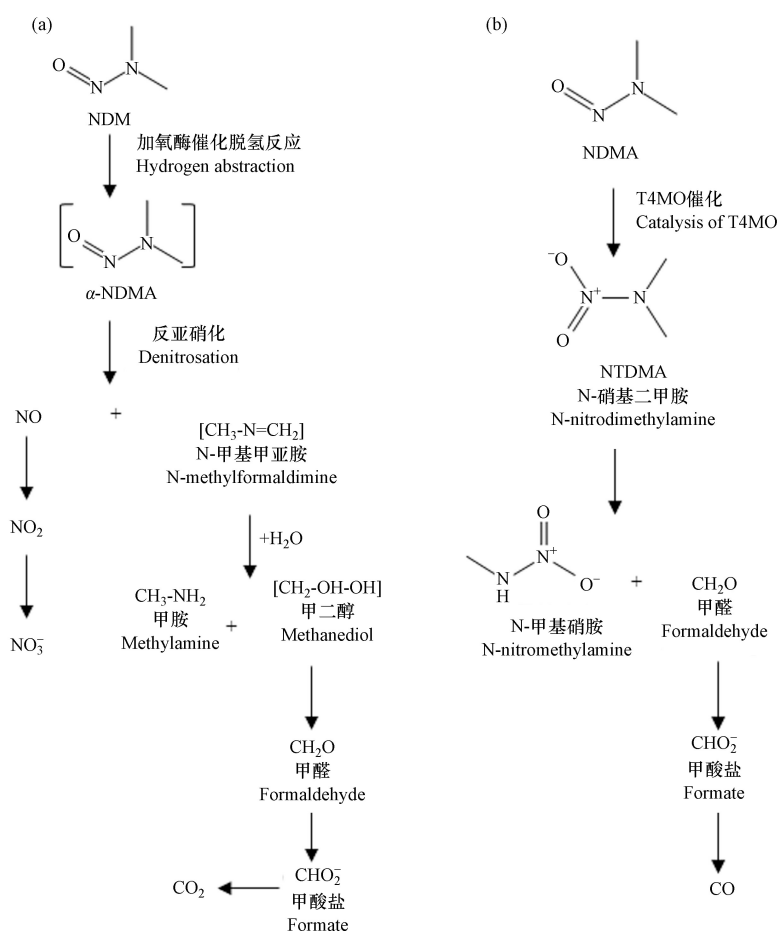 (a)
O
N
N
NDM
加氧酶催化脱氢反应
Hydrogen abstraction
O
N
N
α-NDMA
反亚硝化
Denitrosation
NO
+
[CH₃-N=CH₂]
N-甲基甲亚胺
N-methylformaldimine
NO₂
+H₂O
NO₃⁻
CH₃-NH₂
甲胺
Methylamine
+
[CH₂-OH-OH]
甲二醇
Methanediol
CH₂O
甲醛
Formaldehyde
CO₂
CHO₂⁻
甲酸盐
Formate
(b)
O
N
N
NDMA
T4MO催化
Catalysis of T4MO
⁻O
N⁺
N
O
NTDMA
N-硝基二甲胺
N-nitrodimethylamine
O
N⁺
N
H
O⁻
N-甲基硝胺
N-nitromethylamine
+
CH₂O
甲醛
Formaldehyde
CHO₂⁻
甲酸盐
Formate
CO